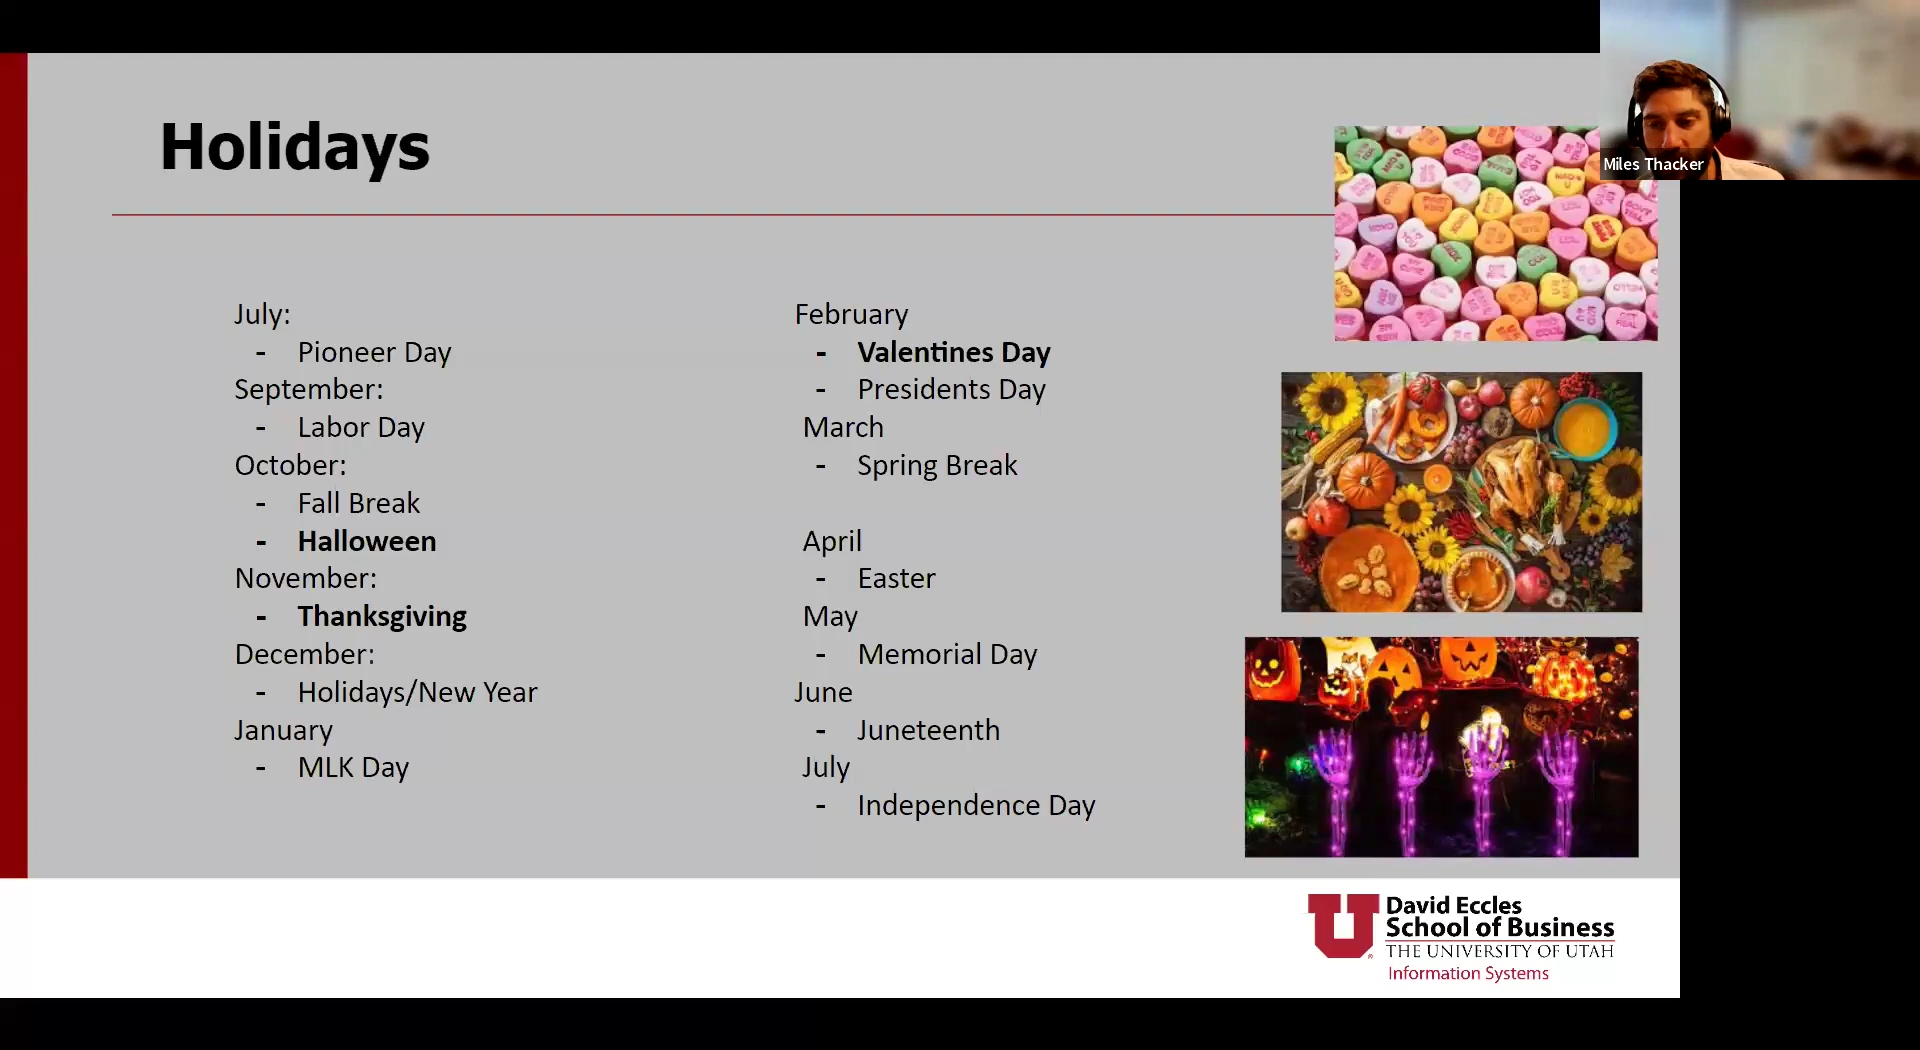 Holidays
July:
- Pioneer Day
September:
- Labor Day
October:
- Fall Break
- Halloween
November:
- Thanksgiving
December:
- Holidays/New Year
January
- MLK Day
February
- Valentines Day
- Presidents Day
March
- Spring Break
April
- Easter
May
- Memorial Day
June
- Juneteenth
July
- Independence Day
Miles Thacker
U
David Eccles
School of Business
THE UNIVERSITY OF UTAH
Information Systems